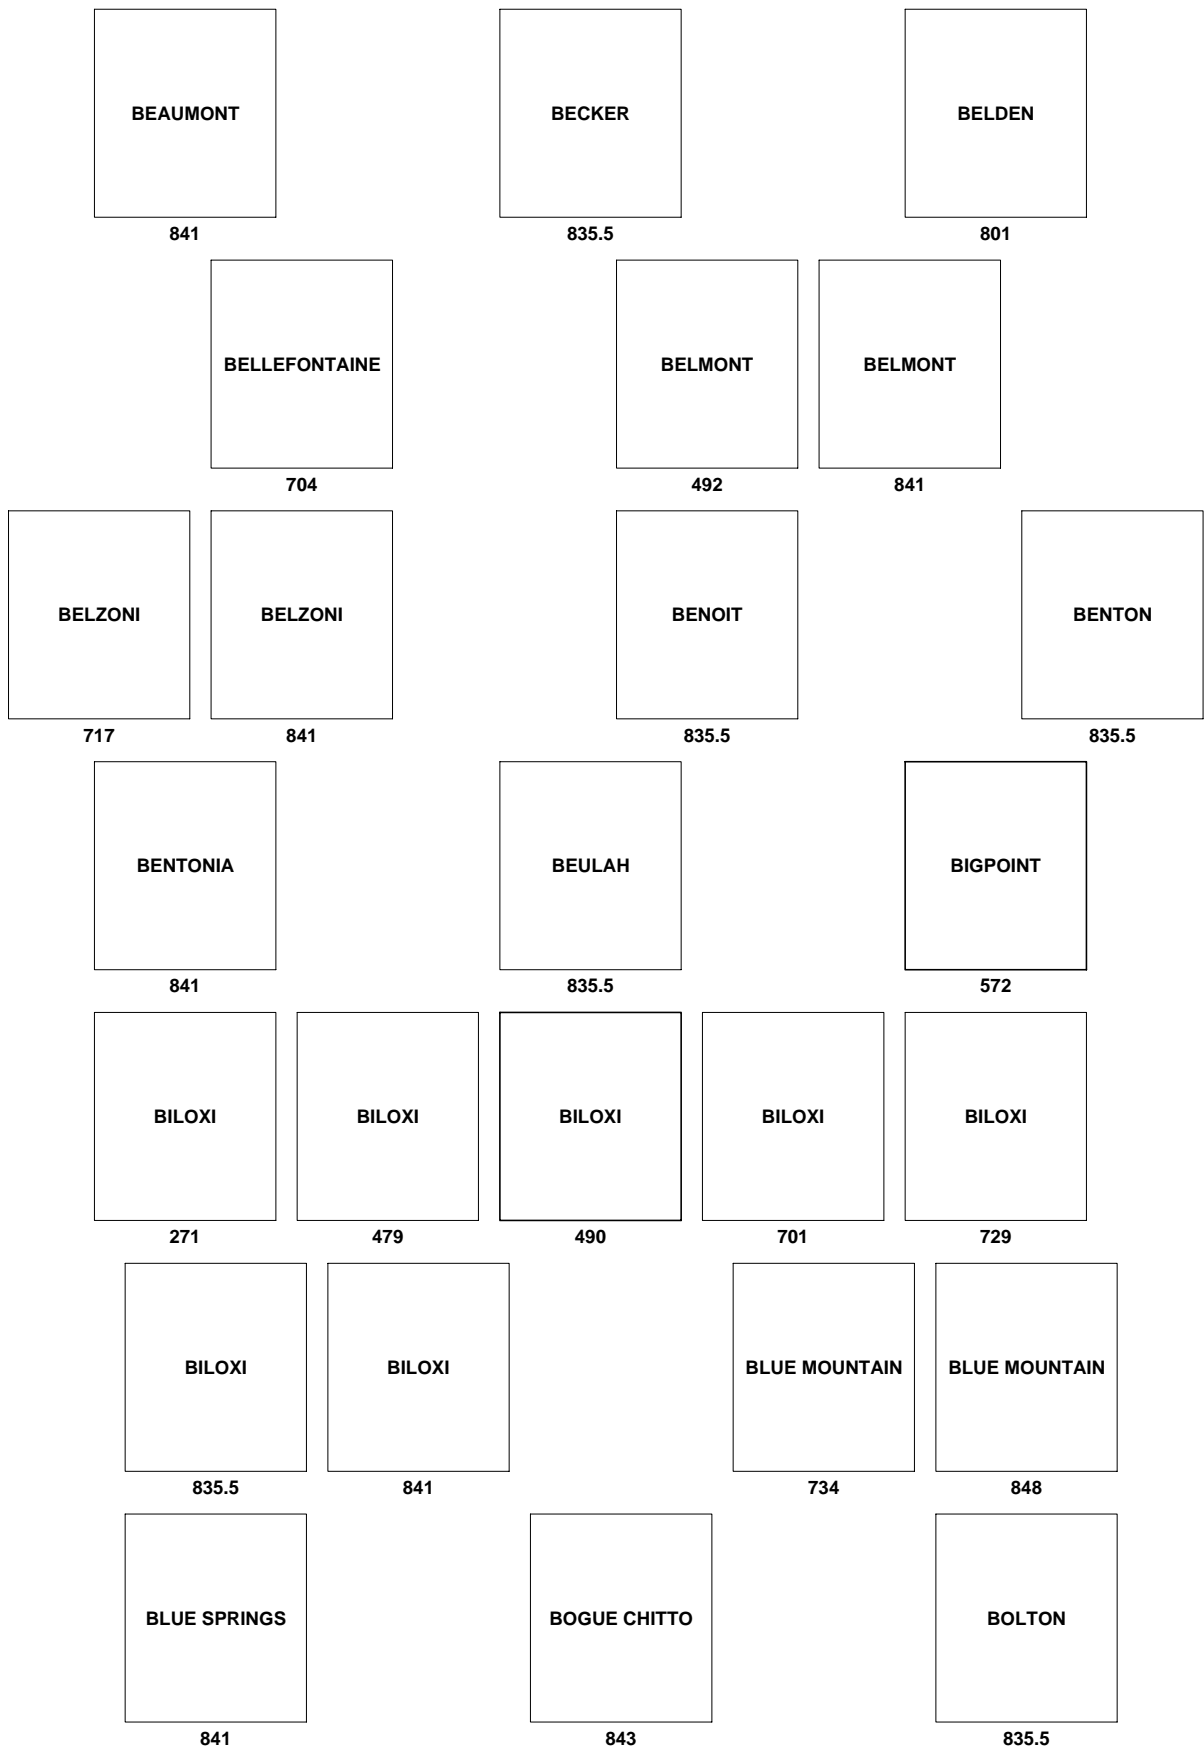 BEAUMONT BECKER BELDEN
841 835.5 801
BELLEFONTAINE BELMONT BELMONT
704 492 841
BELZONI BELZONI BENOIT BENTON
717 841 835.5 835.5
BENTONIA BEULAH BIGPOINT
841 835.5 572
BILOXI BILOXI BILOXI BILOXI BILOXI
271 479 490 701 729
BILOXI BILOXI BLUE MOUNTAIN BLUE MOUNTAIN
835.5 841 734 848
BLUE SPRINGS BOGUE CHITTO BOLTON
841 843 835.5